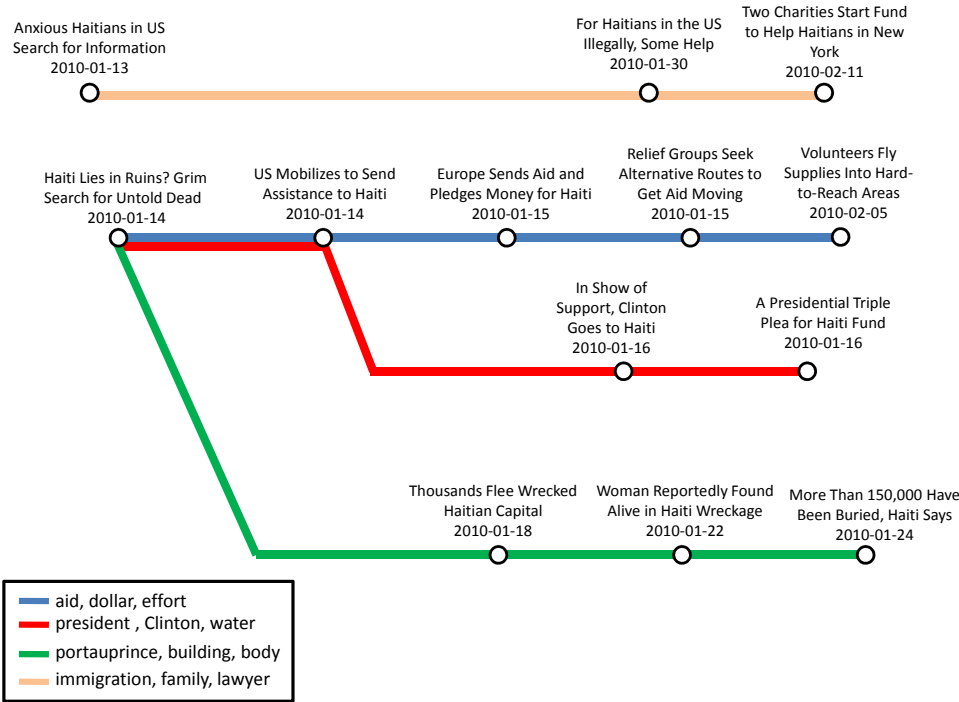 Anxious Haitians in US
Search for Information
2010-01-13
For Haitians in the US
Illegally, Some Help
2010-01-30
Two Charities Start Fund
to Help Haitians in New
York
2010-02-11
Haiti Lies in Ruins? Grim
Search for Untold Dead
2010-01-14
US Mobilizes to Send
Assistance to Haiti
2010-01-14
Europe Sends Aid and
Pledges Money for Haiti
2010-01-15
Relief Groups Seek
Alternative Routes to
Get Aid Moving
2010-01-15
Volunteers Fly
Supplies Into Hard-
to-Reach Areas
2010-02-05
In Show of
Support, Clinton
Goes to Haiti
2010-01-16
A Presidential Triple
Plea for Haiti Fund
2010-01-16
Thousands Flee Wrecked
Haitian Capital
2010-01-18
Woman Reportedly Found
Alive in Haiti Wreckage
2010-01-22
More Than 150,000 Have
Been Buried, Haiti Says
2010-01-24
aid, dollar, effort
president , Clinton, water
portauprince, building, body
immigration, family, lawyer